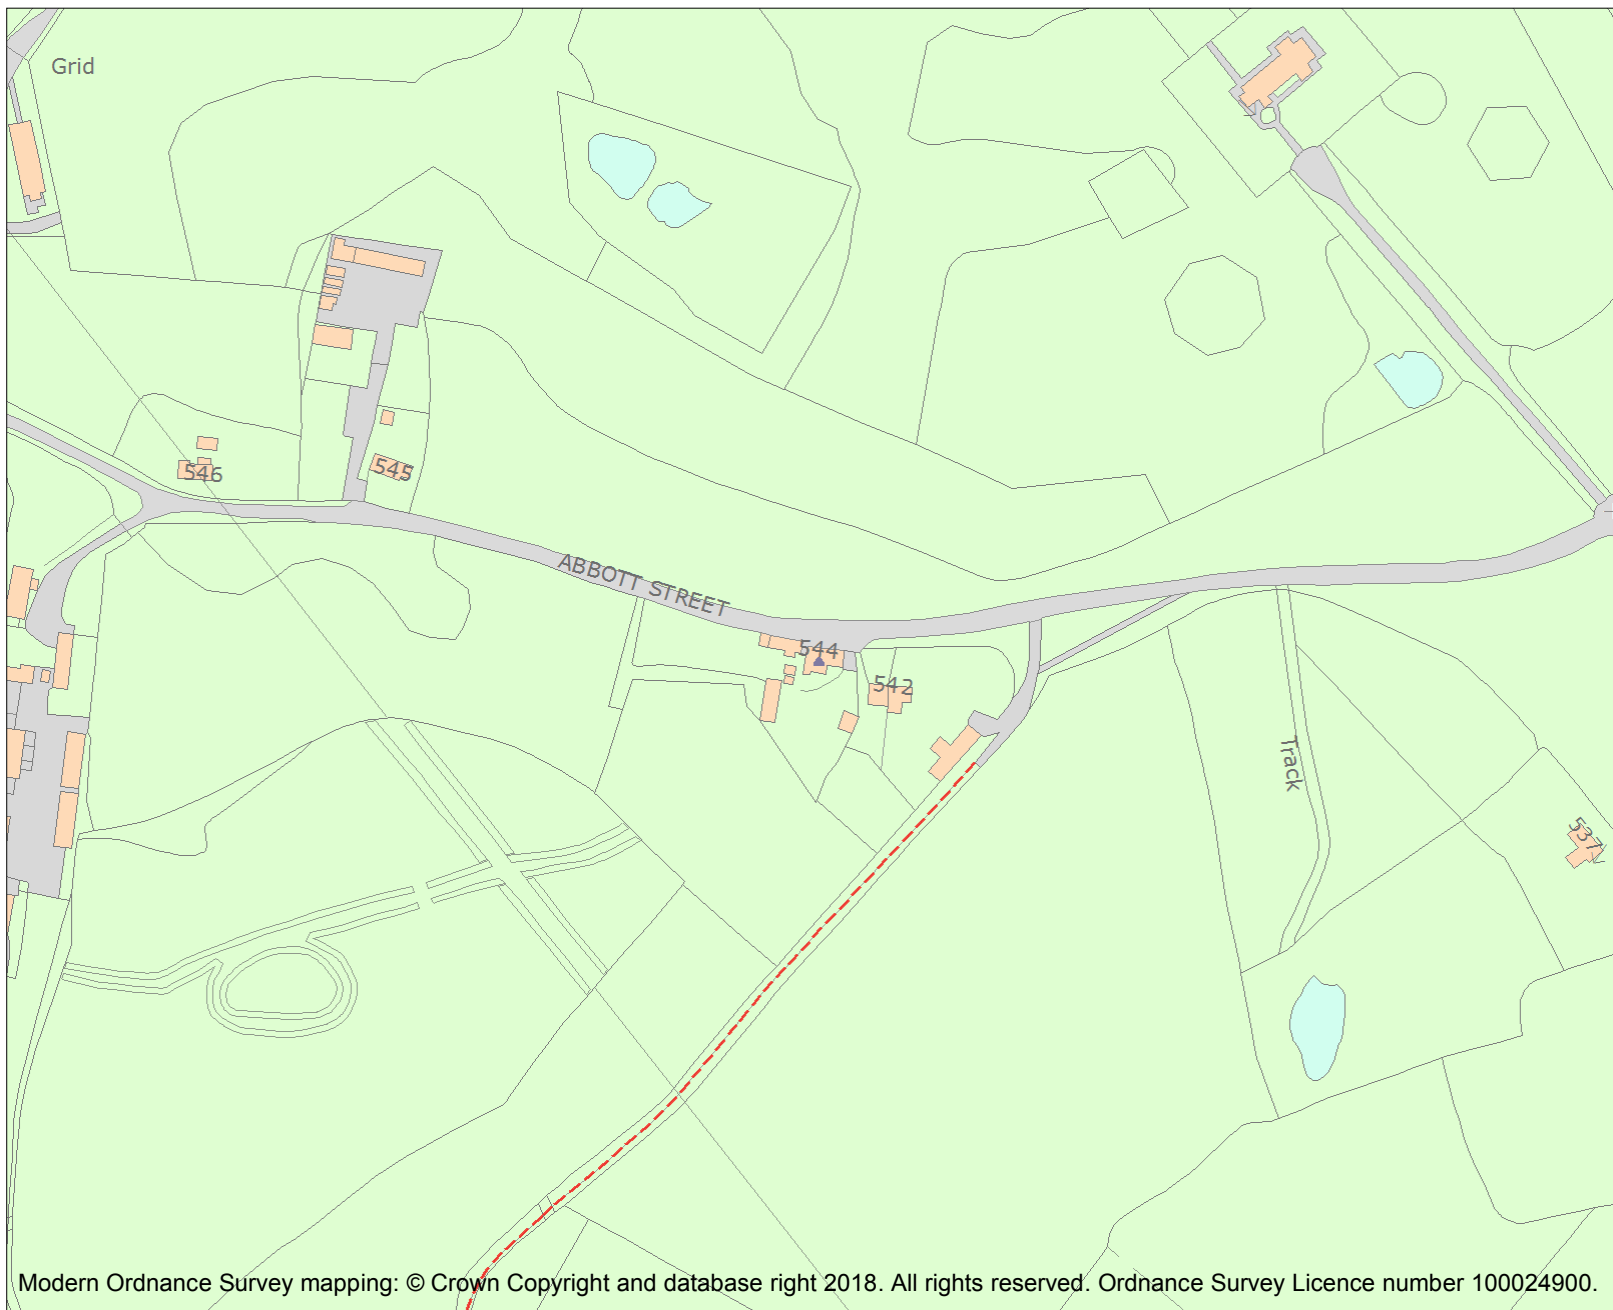 Grid
546
545
ABBOTT STREET
544
542
Track
537
Modern Ordnance Survey mapping: © Crown Copyright and database right 2018. All rights reserved. Ordnance Survey Licence number 100024900.